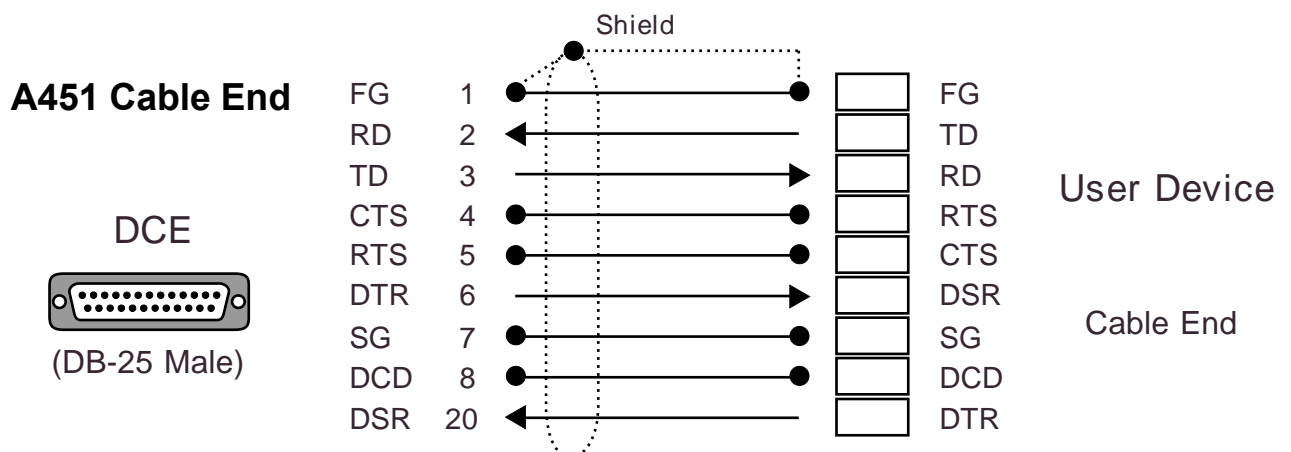 Shield
A451 Cable End
FG 1 FG
RD 2 TD
TD 3 RD
User Device
CTS 4 RTS
DCE
RTS 5 CTS
DTR 6 DSR
Cable End
SG 7 SG
(DB-25 Male)
DCD 8 DCD
DSR 20 DTR